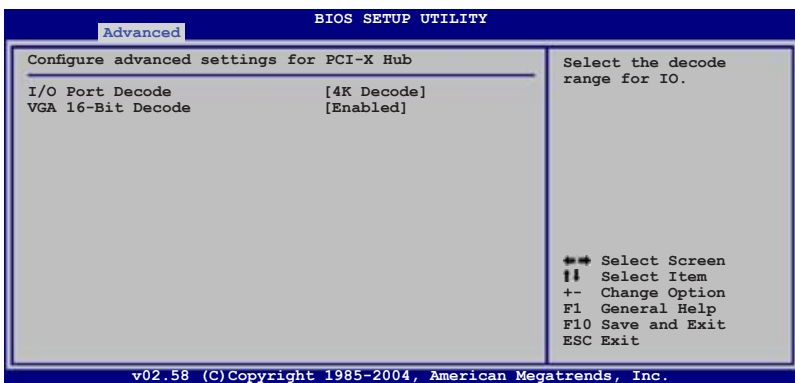 BIOS SETUP UTILITY
Advanced
Configure advanced settings for PCI-X Hub
I/O Port Decode [4K Decode]
VGA 16-Bit Decode [Enabled]
Select the decode
range for IO.
Select Screen
Select Item
+- Change Option
F1 General Help
F10 Save and Exit
ESC Exit
v02.58 (C)Copyright 1985-2004, American Megatrends, Inc.